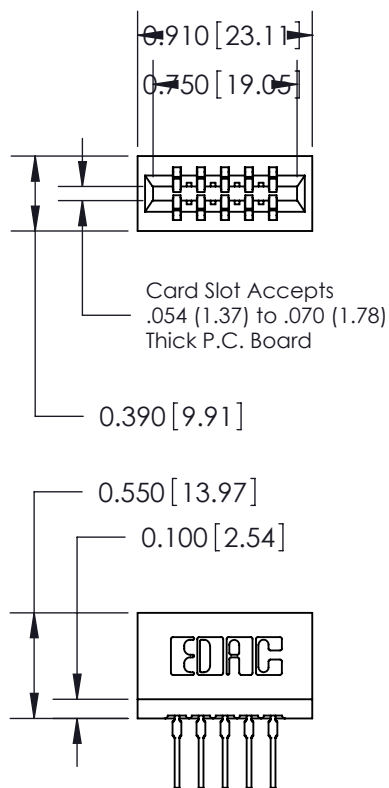 0.910 [23.11]
0.750 [19.05]
Card Slot Accepts
.054 (1.37) to .070 (1.78)
Thick P.C. Board
0.390 [9.91]
0.550 [13.97]
0.100 [2.54]
EDAC